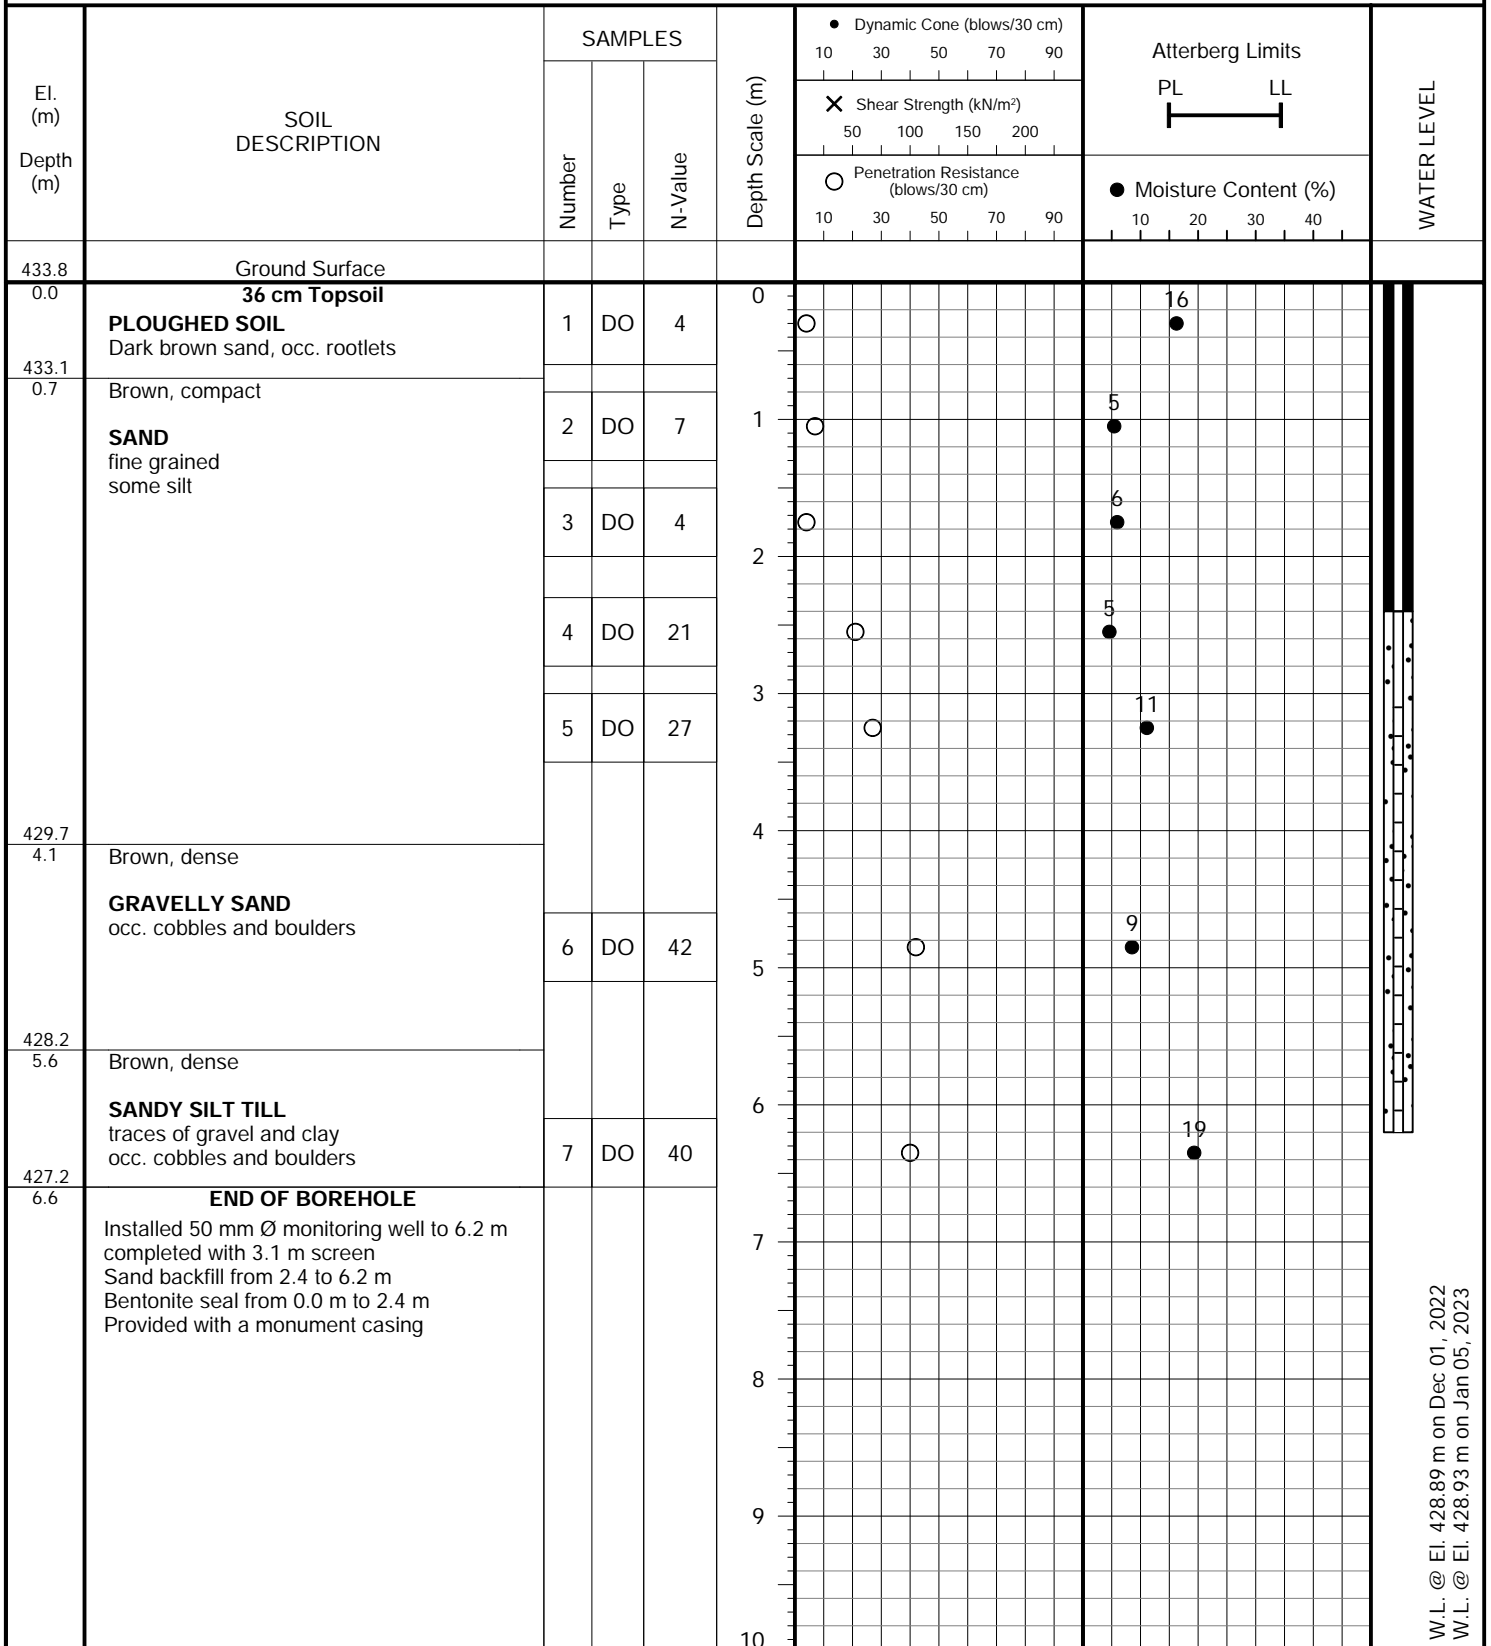 El.
(m)
Depth
(m)
SOIL
DESCRIPTION
SAMPLES
Number
Type
N-Value
Depth Scale (m)
● Dynamic Cone (blows/30 cm)
10 30 50 70 90
✕ Shear Strength (kN/m²)
50 100 150 200
○ Penetration Resistance
(blows/30 cm)
10 30 50 70 90
Atterberg Limits
PL LL
● Moisture Content (%)
10 20 30 40
WATER LEVEL
433.8 Ground Surface
0.0 36 cm Topsoil 0
16
PLOUGHED SOIL 1 DO 4
Dark brown sand, occ. rootlets
433.1
0.7 Brown, compact
5
1
2 DO 7
SAND
fine grained
some silt
6
3 DO 4
2
5
4 DO 21
3
11
5 DO 27
429.7 4
4.1 Brown, dense
GRAVELLY SAND
occ. cobbles and boulders
9
6 DO 42
5
428.2
5.6 Brown, dense
SANDY SILT TILL 6
traces of gravel and clay 19
occ. cobbles and boulders 7 DO 40
427.2
6.6 END OF BOREHOLE
Installed 50 mm Ø monitoring well to 6.2 m 7
completed with 3.1 m screen
Sand backfill from 2.4 to 6.2 m
Bentonite seal from 0.0 m to 2.4 m
Provided with a monument casing
8
9
10
W.L. @ El. 428.89 m on Dec 01, 2022
W.L. @ El. 428.93 m on Jan 05, 2023